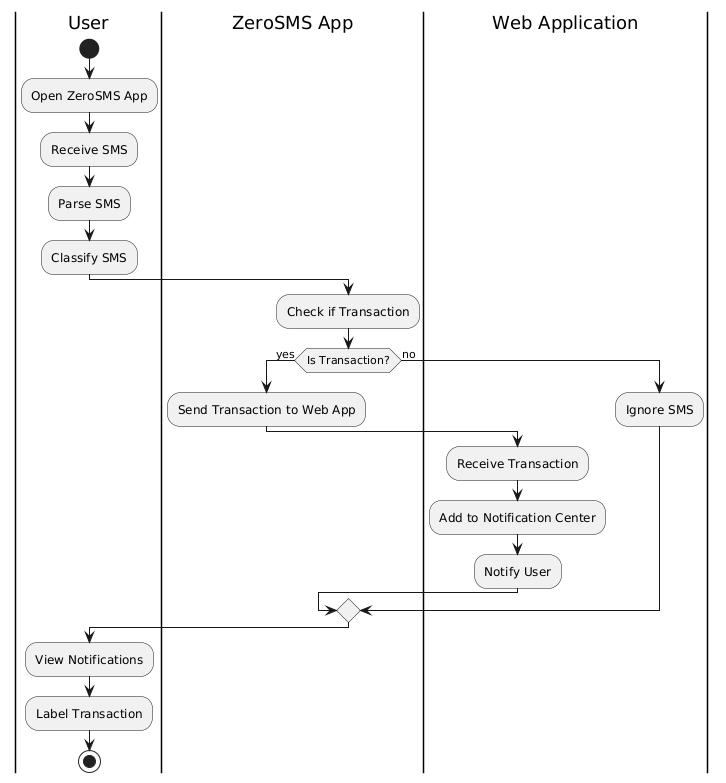 User
ZeroSMS App
Web Application
Open ZeroSMS App
Receive SMS
Parse SMS
Classify SMS
Check if Transaction
yes
Is Transaction?
no
Send Transaction to Web App
Ignore SMS
Receive Transaction
Add to Notification Center
Notify User
View Notifications
Label Transaction